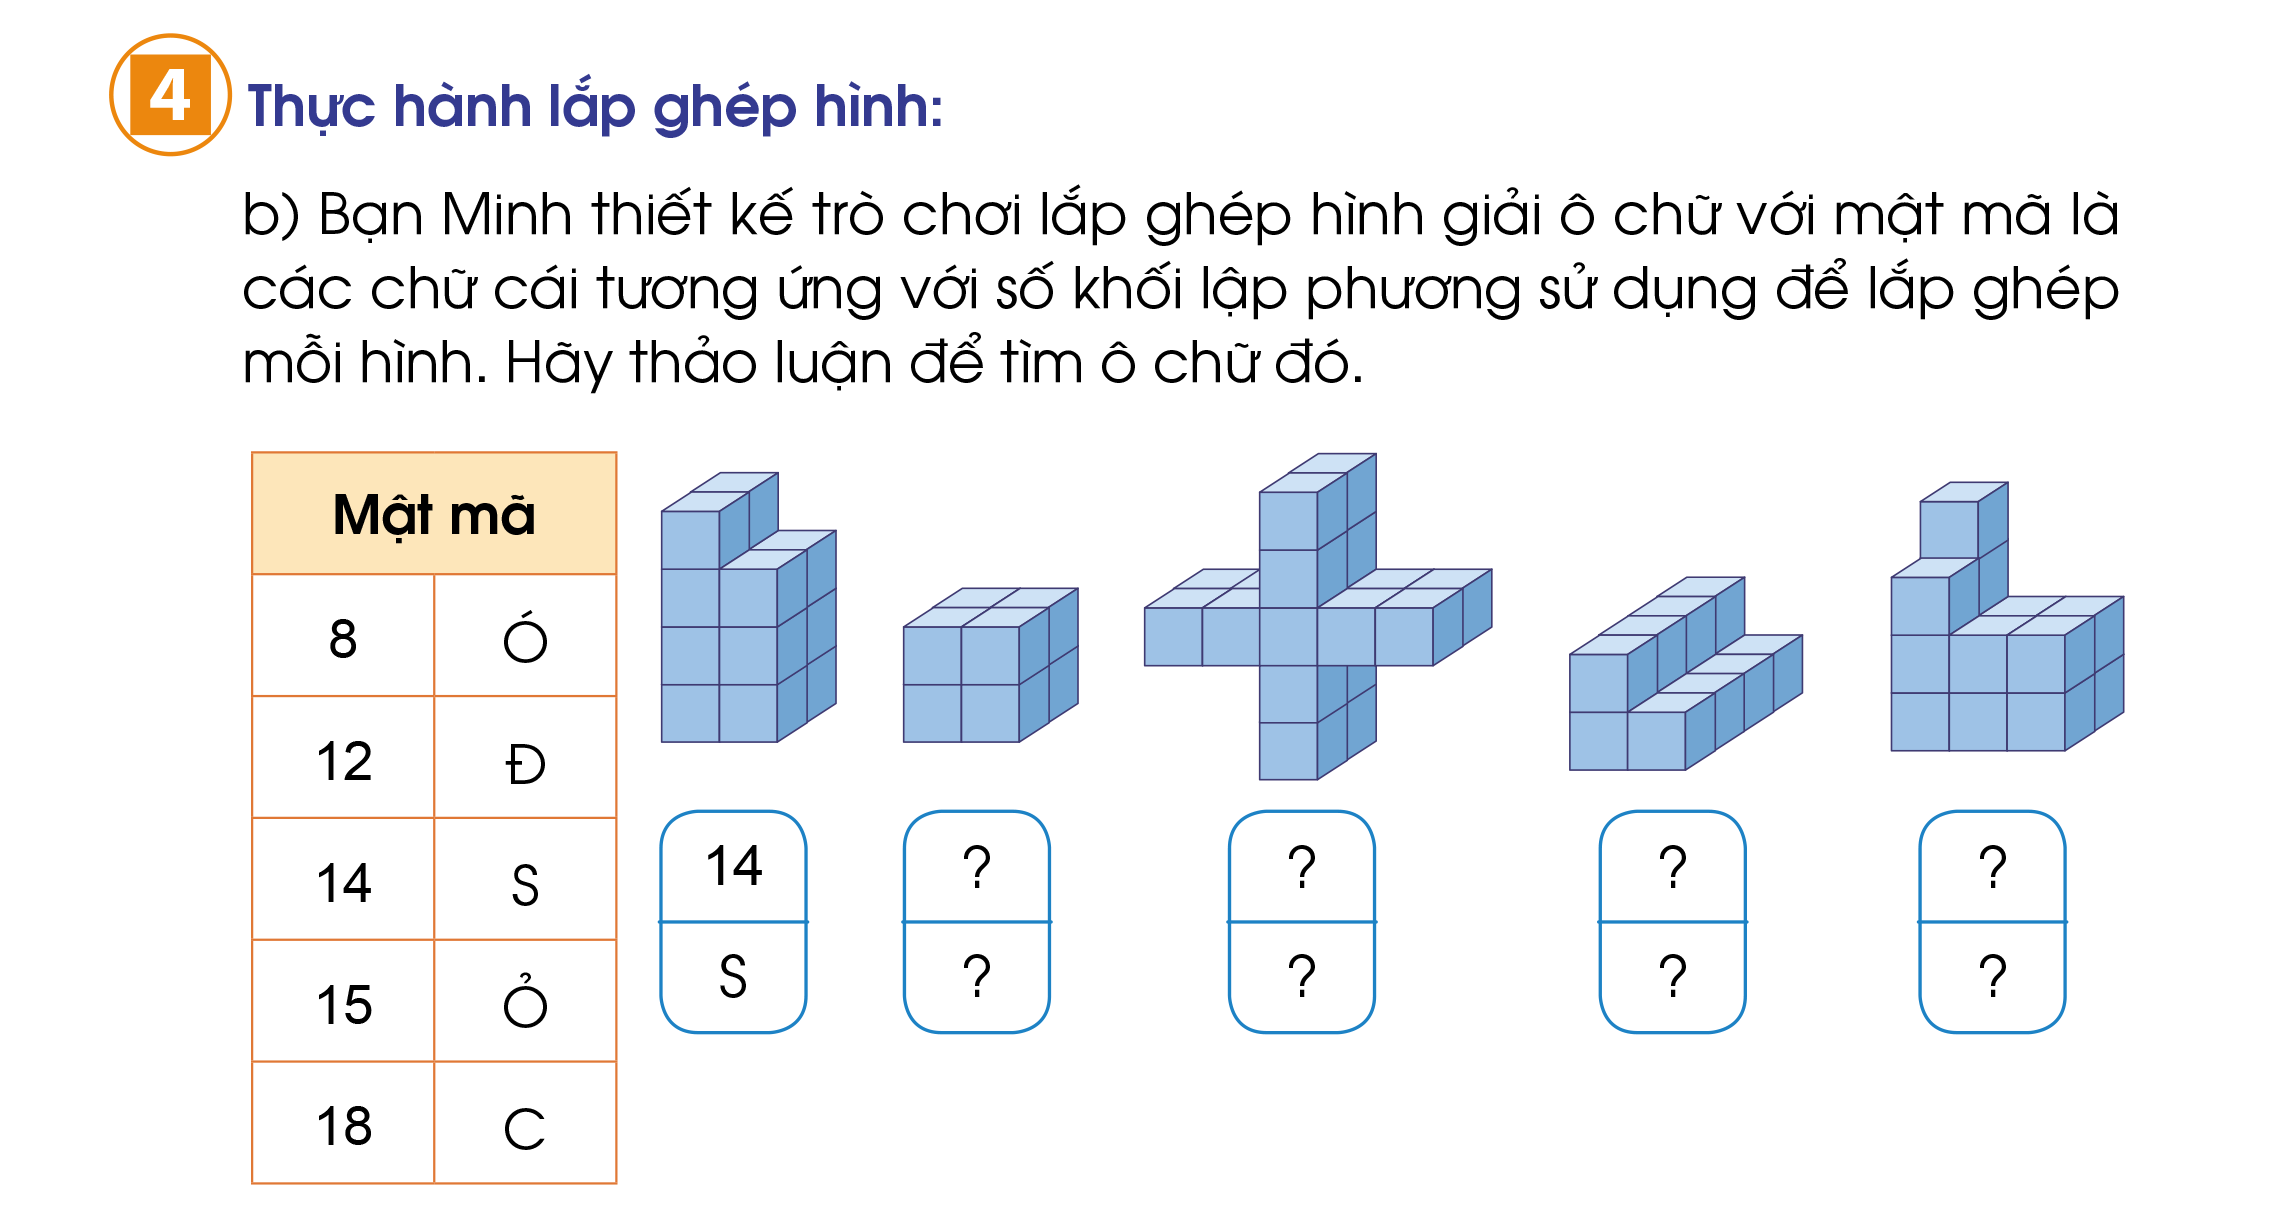 4 Thực hành lắp ghép hình:
b) Bạn Minh thiết kế trò chơi lắp ghép hình giải ô chữ với mật mã là
các chữ cái tương ứng với số khối lập phương sử dụng để lắp ghép
mỗi hình. Hãy thảo luận để tìm ô chữ đó.
Mật mã
8 Ó
12 Đ
14 S
15 Ỏ
18 C
14 ? ? ? ?
S ? ? ? ?